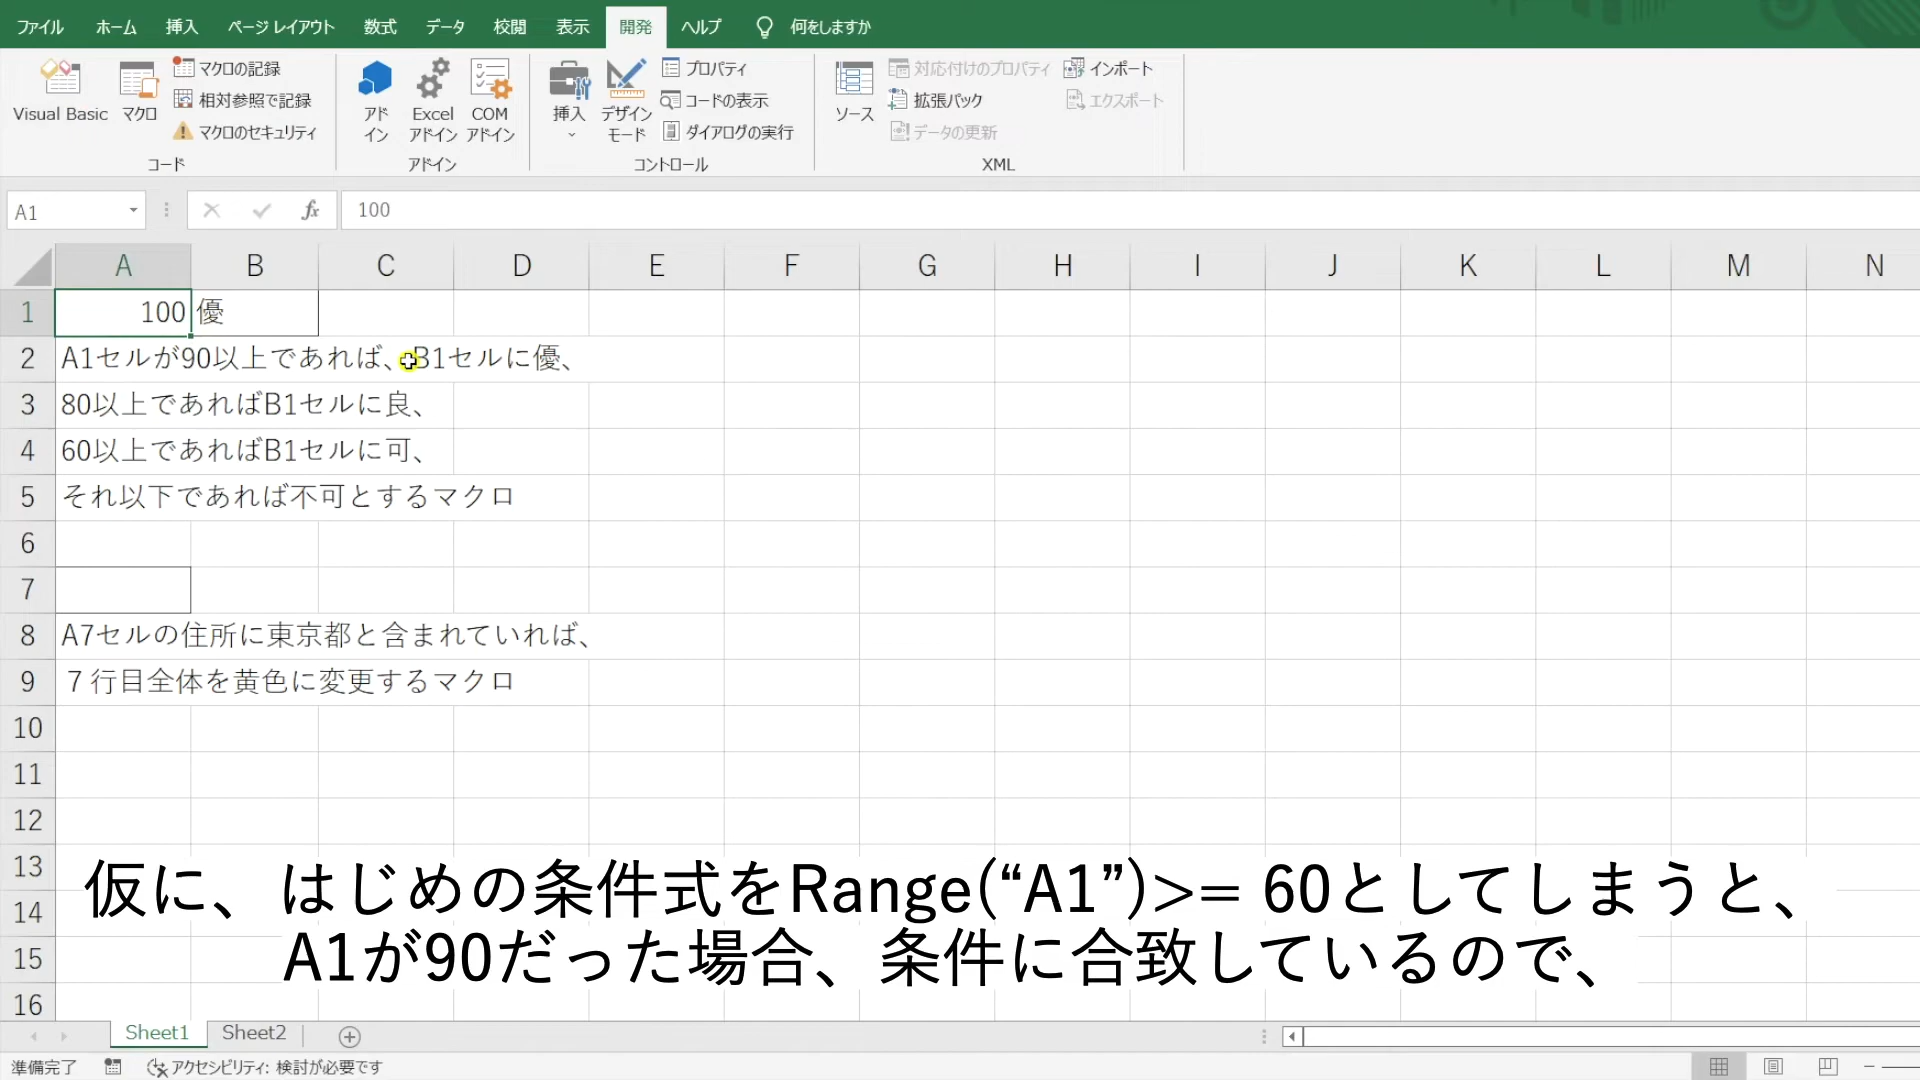 ファイル ホーム 挿入 ページ レイアウト 数式 データ 校閲 表示 開発 ヘルプ 何をしますか
Visual Basic マクロ マクロの記録 相対参照で記録 マクロのセキュリティ
コード
アド イン Excel アドイン COM アドイン
アドイン
挿入 デザイン モード プロパティ コードの表示 ダイアログの実行
コントロール
ソース 対応付けのプロパティ 拡張パック データの更新 インポート エクスポート
XML
A1 fx 100
A B C D E F G H I J K L M N
1 100 優
2 A1セルが90以上であれば、B1セルに優、
3 80以上であればB1セルに良、
4 60以上であればB1セルに可、
5 それ以下であれば不可とするマクロ
6
7
8 A7セルの住所に東京都と含まれていれば、
9 ７行目全体を黄色に変更するマクロ
10
11
12
13
14
15
16
仮に、はじめの条件式をRange(“A1”)>= 60としてしまうと、
A1が90だった場合、条件に合致しているので、
Sheet1 Sheet2
準備完了 アクセシビリティ: 検討が必要です